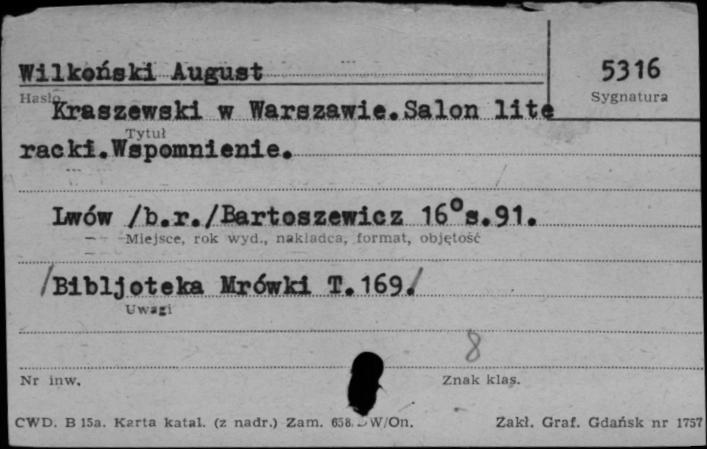 Wilkoński August
5316
Hasło
Sygnatura
Kraszewski w Warszawie.Salon lite
Tytuł
racki.Wspomnienie.
Lwów /b.r./Bartoszewicz 16°s.91.
Miejsce, rok wyd., nakładca, format, objętość
/Bibljoteka Mrówki T.169./
Uwagi
8
Nr inw.
Znak klas.
CWD. B 15a. Karta katal. (z nadr.) Zam. 658 W/On.
Zakł. Graf. Gdańsk nr 1757